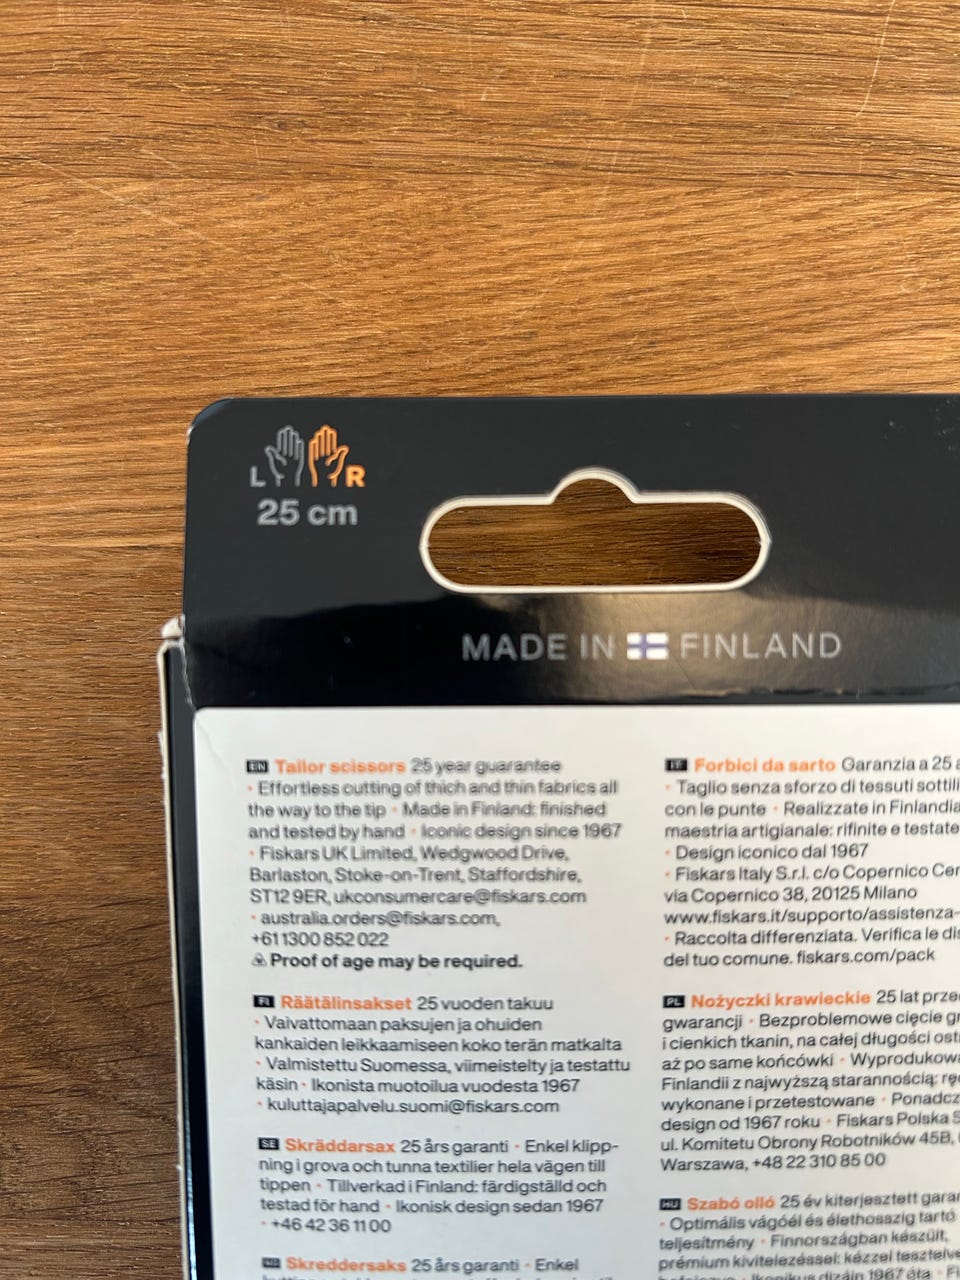 L R
25 cm
MADE IN FINLAND
EN Tailor scissors 25 year guarantee
• Effortless cutting of thick and thin fabrics all
the way to the tip • Made in Finland: finished
and tested by hand • Iconic design since 1967
• Fiskars UK Limited, Wedgwood Drive,
Barlaston, Stoke-on-Trent, Staffordshire,
ST12 9ER, ukconsumercare@fiskars.com
• australia.orders@fiskars.com,
+61 1300 852 022
Proof of age may be required.
FI Räätälinsakset 25 vuoden takuu
• Vaivattomaan paksujen ja ohuiden
kankaiden leikkaamiseen koko terän matkalta
• Valmistettu Suomessa, viimeistelty ja testattu
käsin • Ikonista muotoilua vuodesta 1967
• kuluttajapalvelu.suomi@fiskars.com
SE Skräddarsax 25 års garanti • Enkel klipp-
ning i grova och tunna textilier hela vägen till
tippen • Tillverkad i Finland: färdigställd och
testad för hand • Ikonisk design sedan 1967
• +46 42 36 11 00
Skreddersaks 25 års garanti • Enkel
IT Forbici da sarto Garanzia a 25
• Taglio senza sforzo di tessuti sottili
con le punte • Realizzate in Finlandia
maestria artigianale: rifinite e testate
• Design iconico dal 1967
• Fiskars Italy S.r.l. c/o Copernico
via Copernico 38, 20125 Milano
www.fiskars.it/supporto/assistenza-
• Raccolta differenziata. Verifica le
del tuo comune. fiskars.com/pack
PL Nożyczki krawieckie 25 lat
gwarancji • Bezproblemowe cięcie
i cienkich tkanin, na całej długości
aż po same końcówki •
Finlandii z najwyższą starannością:
wykonane i przetestowane •
design od 1967 roku • Fiskars Polska
ul. Komitetu Obrony Robotników 45B,
Warszawa, +48 22 310 85 00
HU Szabó olló 25 év kiterjesztett
• Optimális vágóél és élethosszig tartó
teljesítmény • Finnországban készült,
prémium kivitelezéssel: kézzel